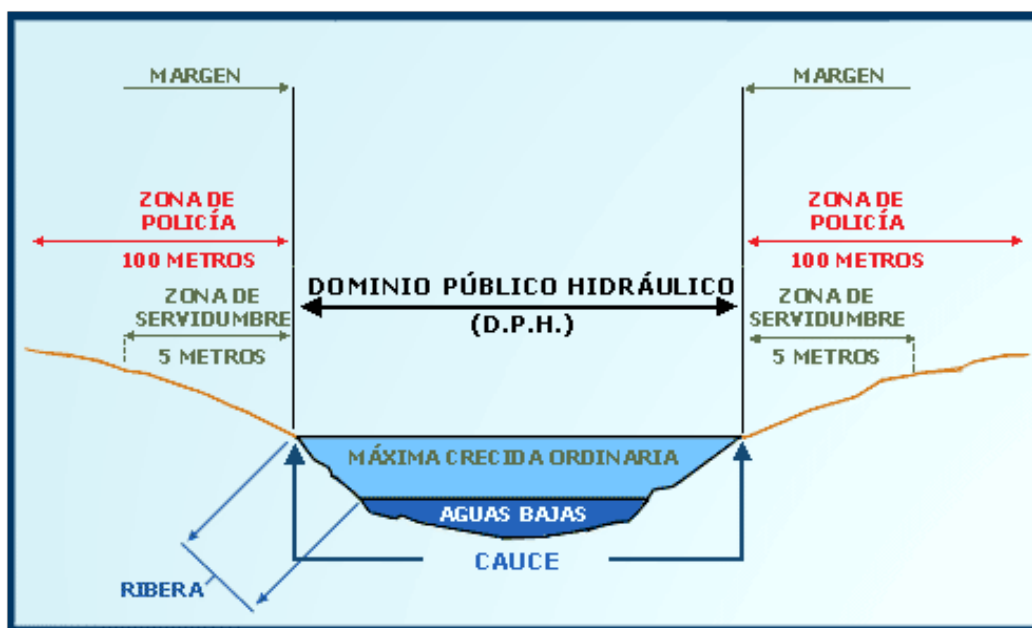 MARGEN
MARGEN
ZONA DE
POLICÍA
100 METROS
ZONA DE
POLICÍA
100 METROS
DOMINIO PÚBLICO HIDRÁULICO
(D.P.H.)
ZONA DE
SERVIDUMBRE
5 METROS
ZONA DE
SERVIDUMBRE
5 METROS
MÁXIMA CRECIDA ORDINARIA
AGUAS BAJAS
CAUCE
RIBERA